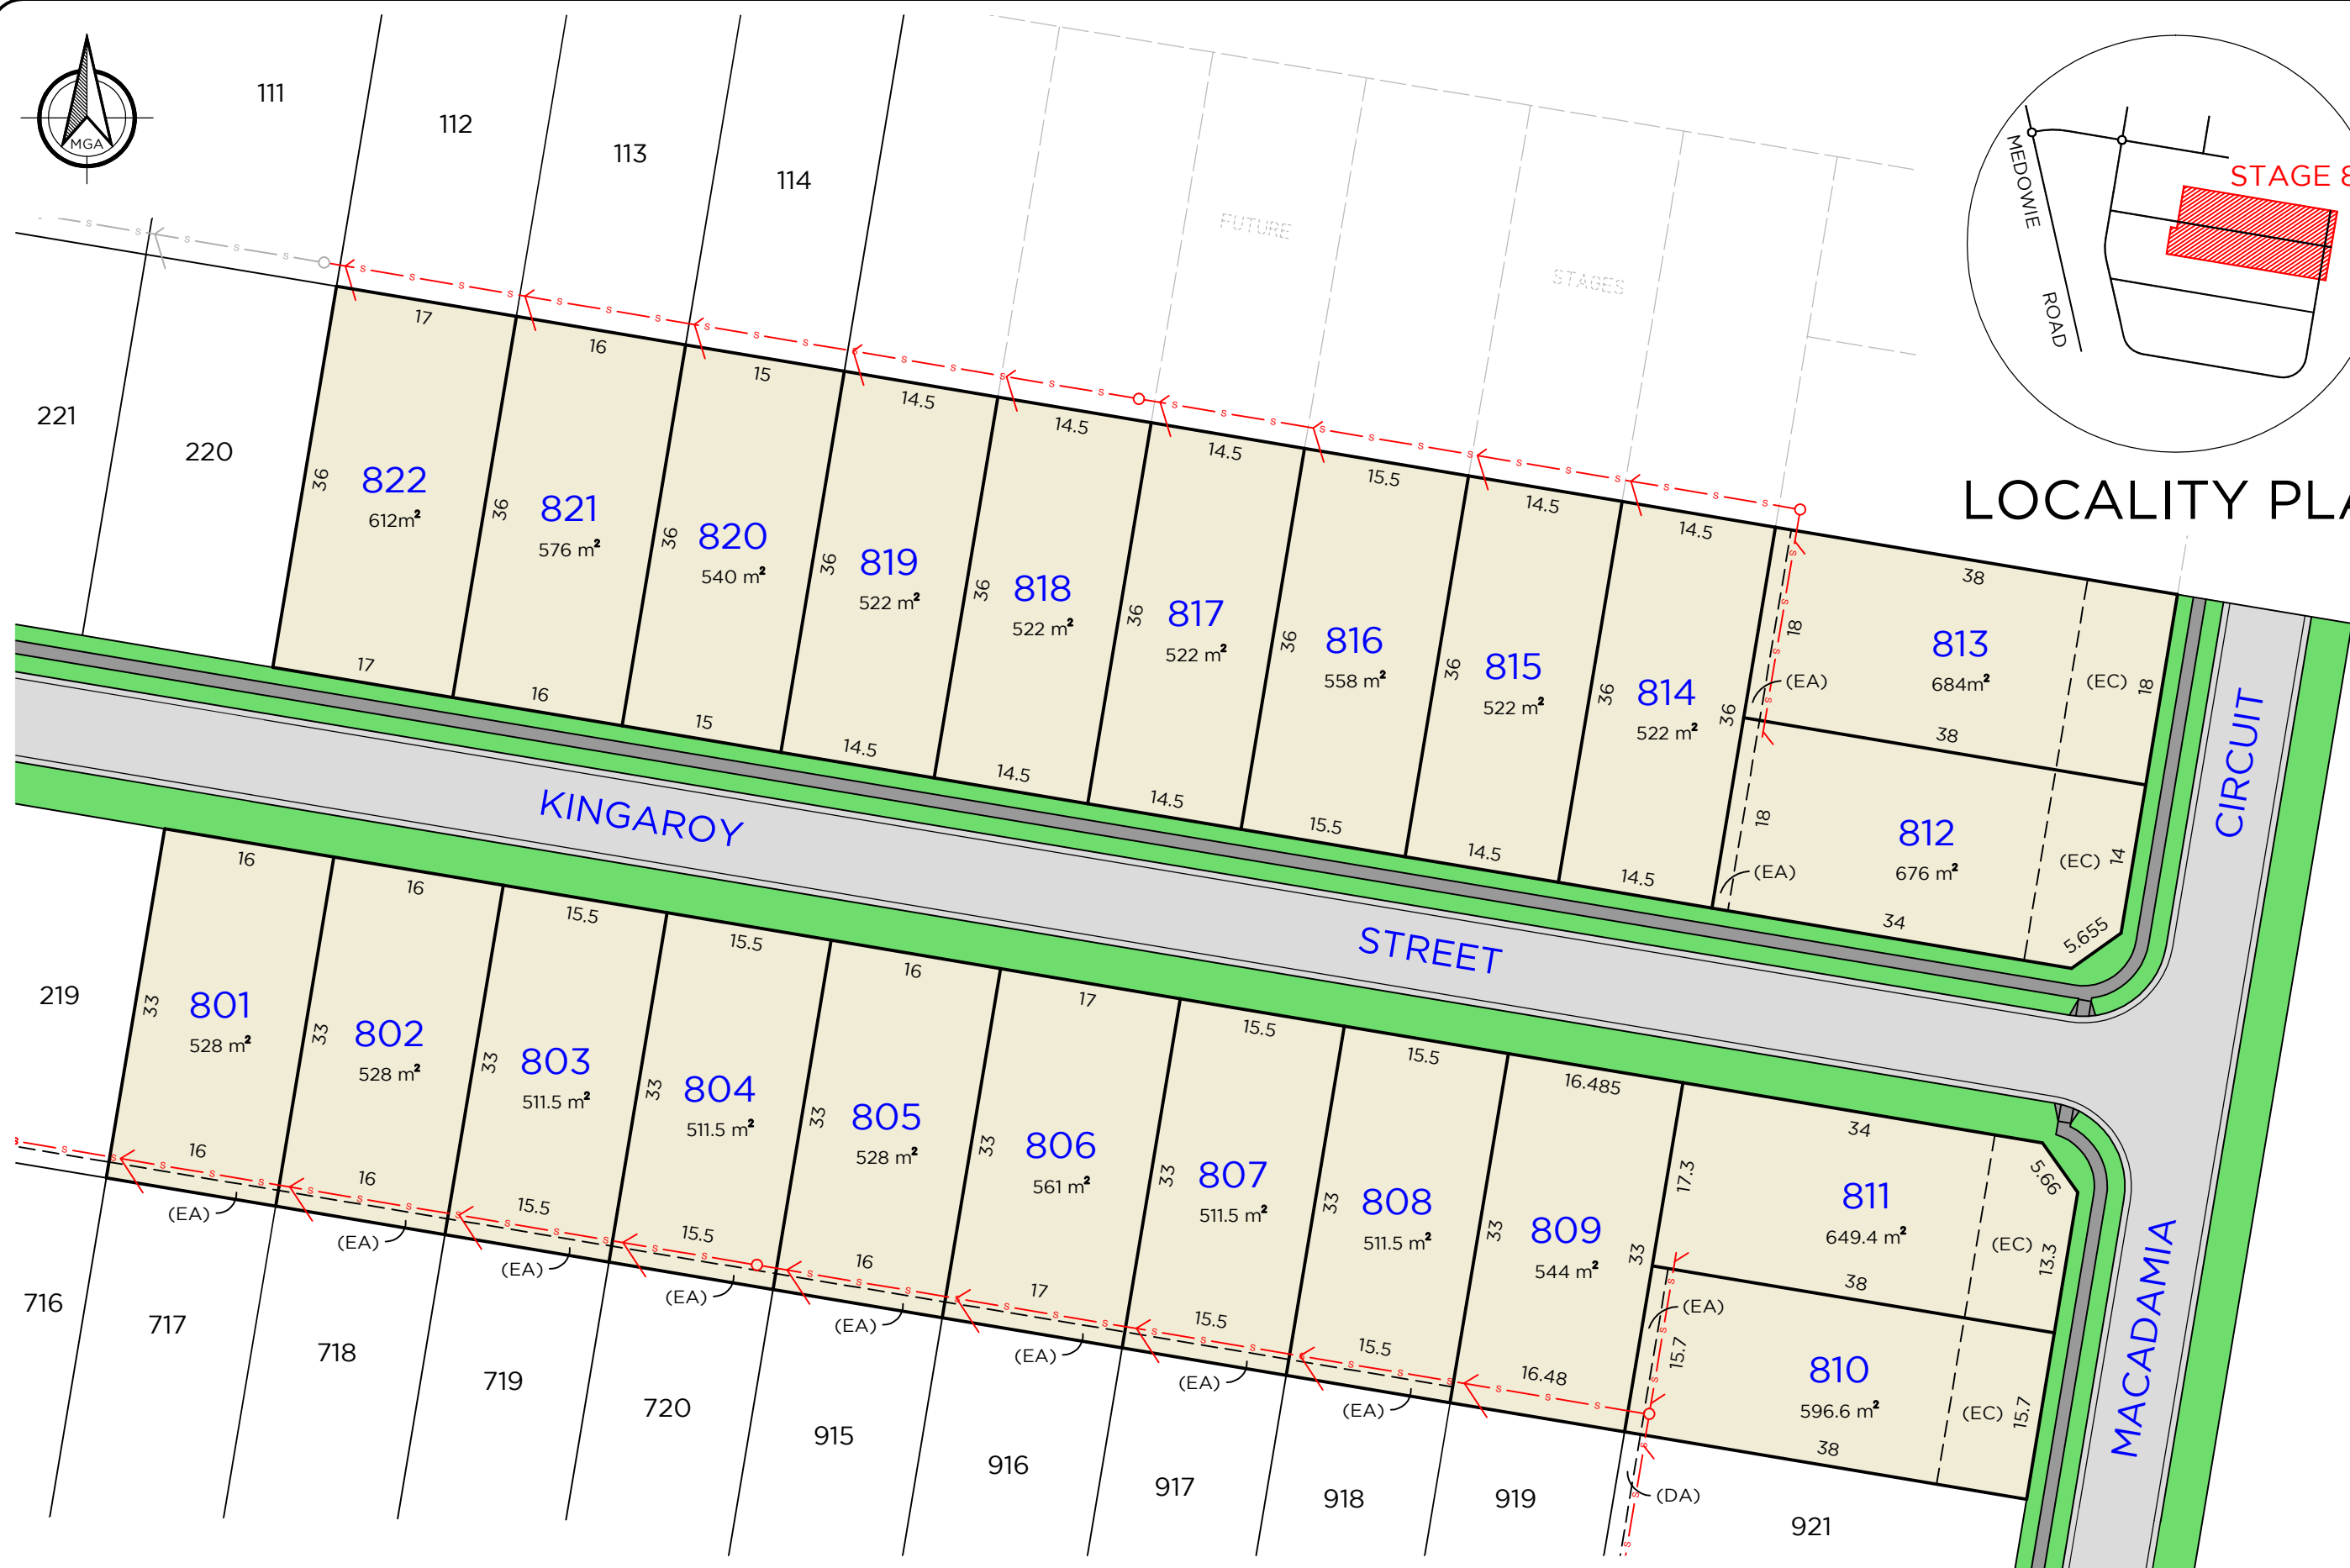 111
112
113
114
MGA
FUTURE
STAGES
MEDOWIE
ROAD
STAGE 8
LOCALITY PLA
221
220
17
16
15
14.5
14.5
14.5
15.5
14.5
14.5
38
36
822
612m²
36
821
576 m²
36
820
540 m²
36
819
522 m²
36
818
522 m²
36
817
522 m²
36
816
558 m²
36
815
522 m²
36
814
522 m²
36
18
813
684m²
(EA)
(EC)
18
38
18
812
676 m²
(EA)
(EC)
14
34
5.655
17
16
15
14.5
14.5
14.5
15.5
14.5
14.5
KINGAROY
STREET
CIRCUIT
MACADAMIA
16
16
15.5
15.5
16
17
15.5
15.5
16.485
34
219
33
801
528 m²
33
802
528 m²
33
803
511.5 m²
33
804
511.5 m²
33
805
528 m²
33
806
561 m²
33
807
511.5 m²
33
808
511.5 m²
33
809
544 m²
33
17.3
811
649.4 m²
(EC)
5.66
13.3
38
(EA)
15.7
810
596.6 m²
(EC)
15.7
38
16
16
15.5
15.5
16
17
15.5
15.5
16.48
(EA)
(EA)
(EA)
(EA)
(EA)
(EA)
(EA)
(EA)
(DA)
716
717
718
719
720
915
916
917
918
919
921